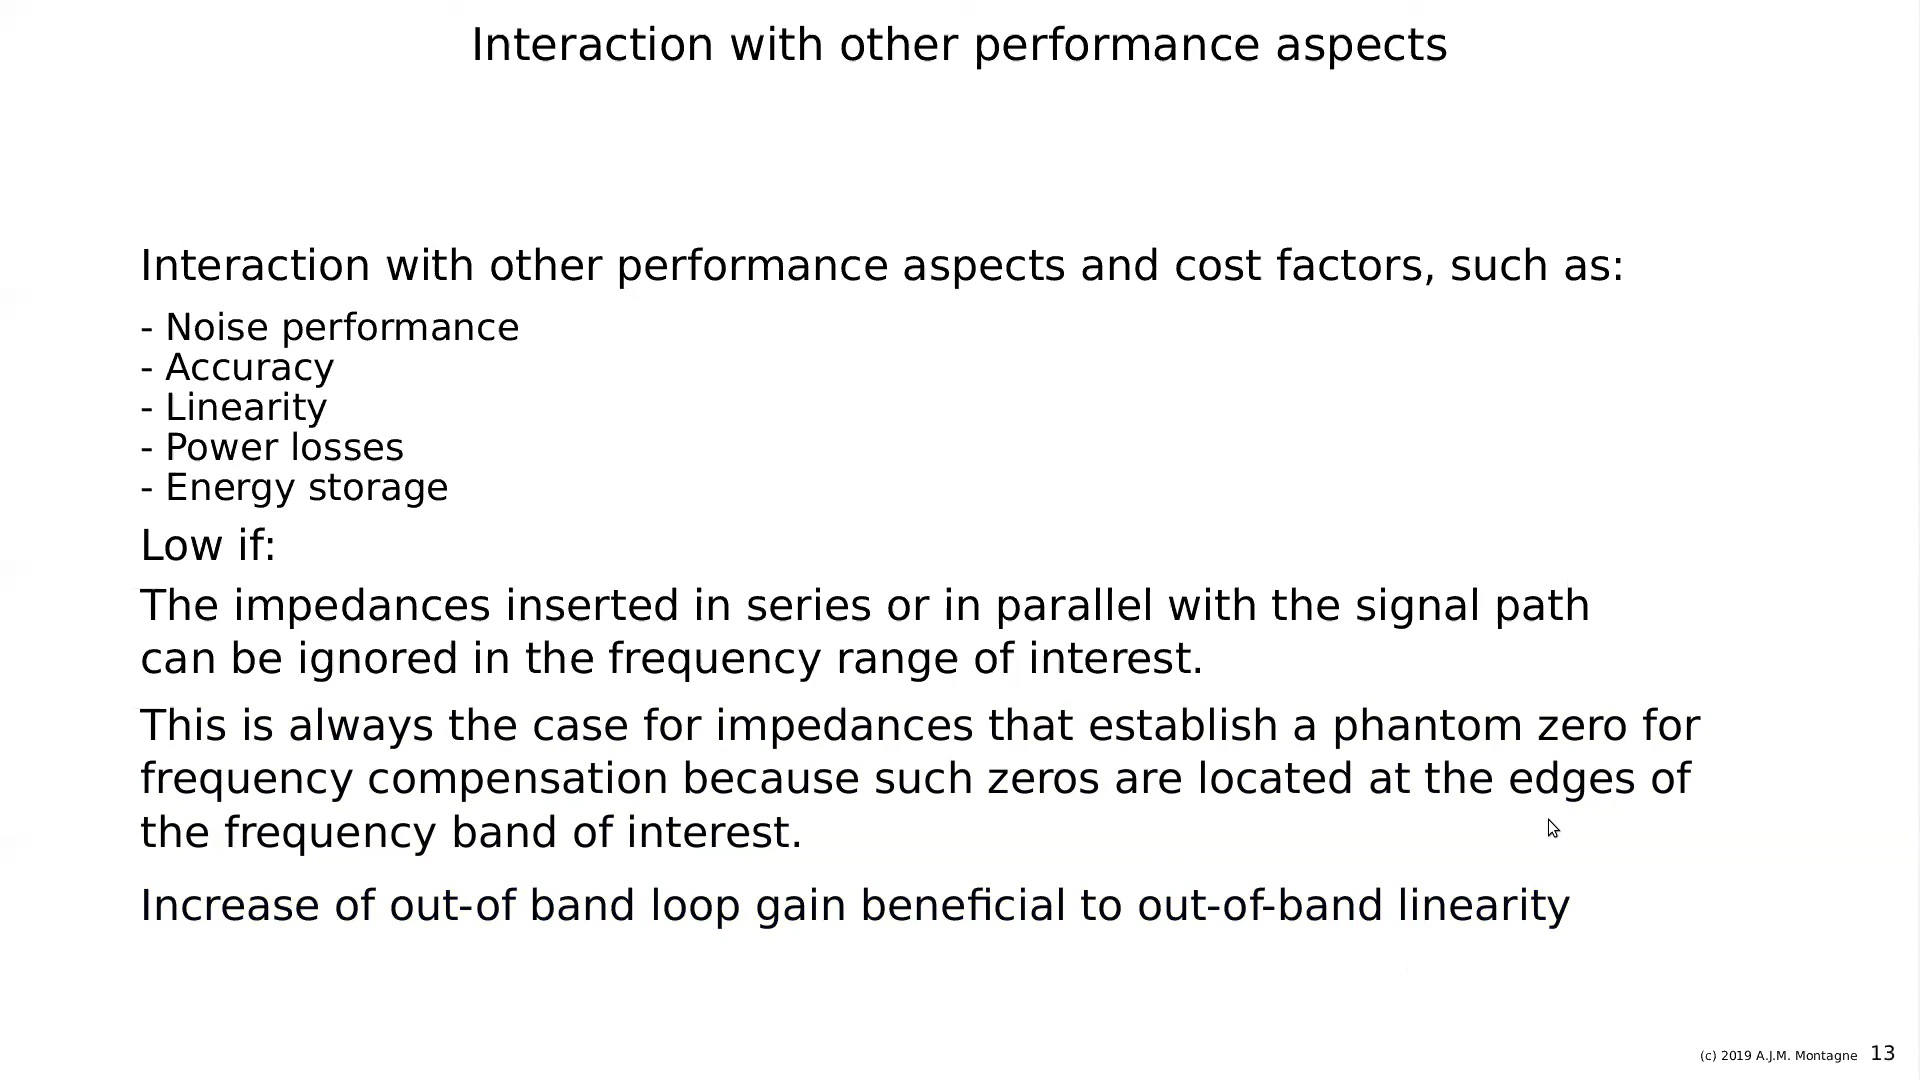 Interaction with other performance aspects
Interaction with other performance aspects and cost factors, such as:
- Noise performance
- Accuracy
- Linearity
- Power losses
- Energy storage
Low if:
The impedances inserted in series or in parallel with the signal path
can be ignored in the frequency range of interest.
This is always the case for impedances that establish a phantom zero for
frequency compensation because such zeros are located at the edges of
the frequency band of interest.
Increase of out-of band loop gain beneficial to out-of-band linearity
(c) 2019 A.J.M. Montagne 13